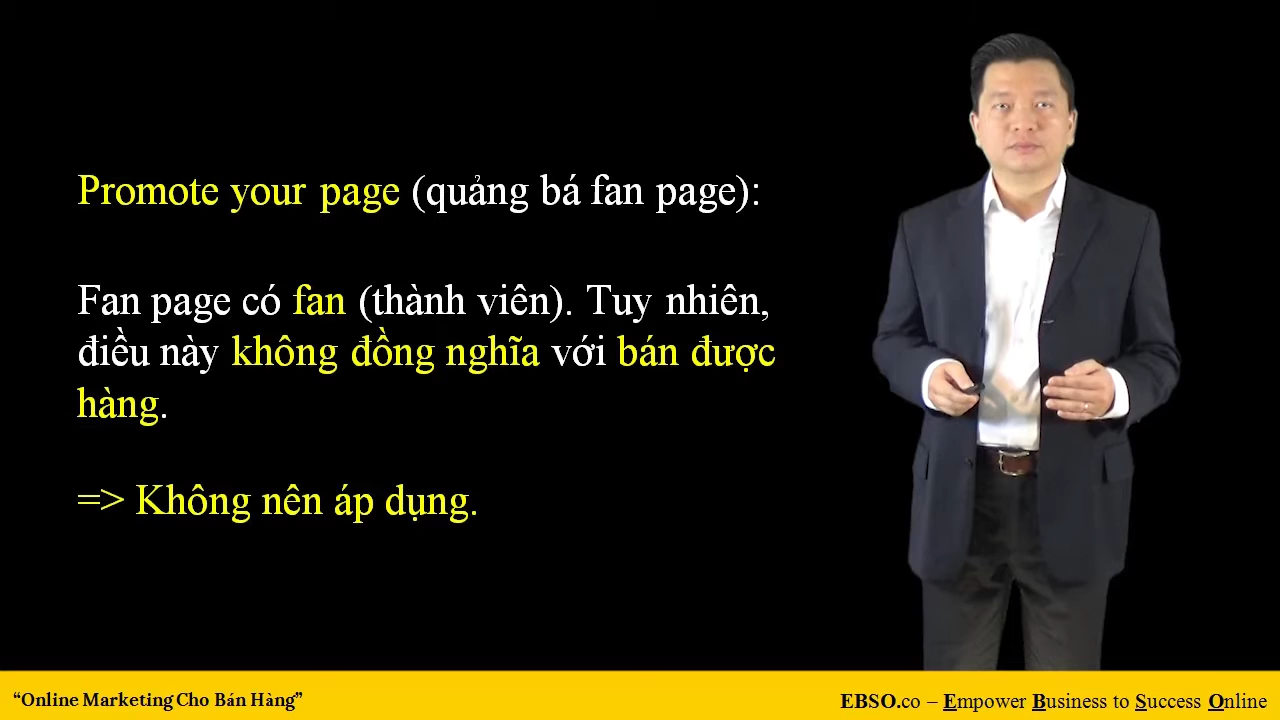 Promote your page (quảng bá fan page):
Fan page có fan (thành viên). Tuy nhiên,
điều này không đồng nghĩa với bán được
hàng.
=> Không nên áp dụng.
“Online Marketing Cho Bán Hàng”
EBSO.co – Empower Business to Success Online